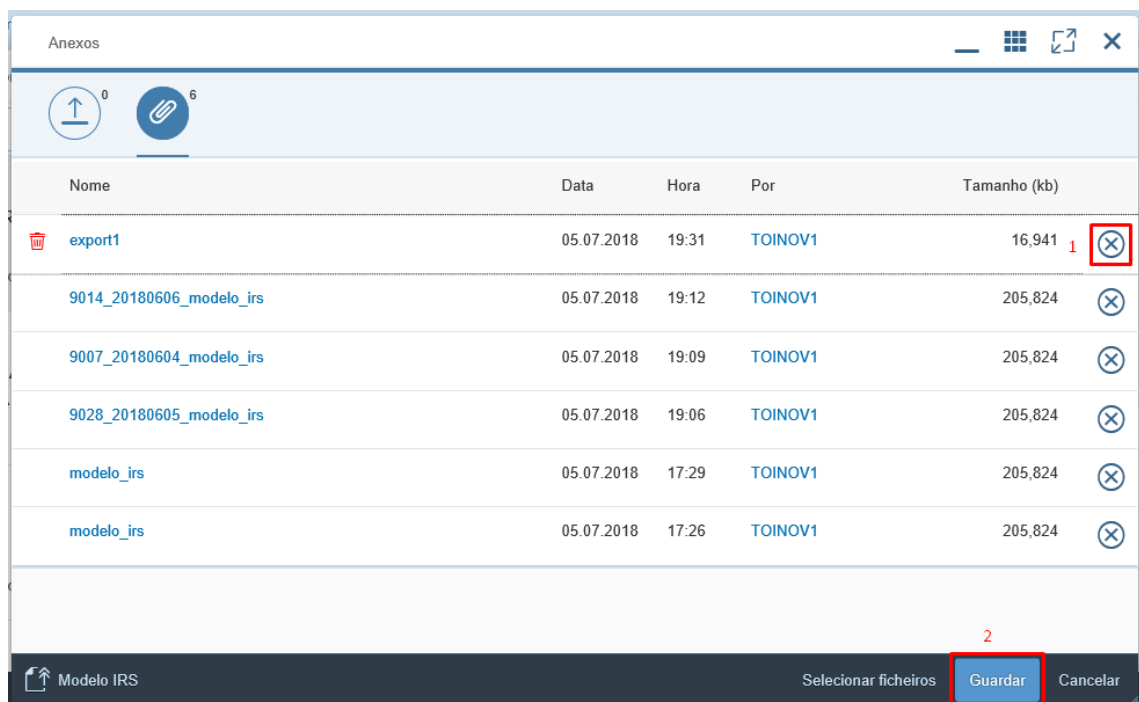 Anexos
0
6
Nome Data Hora Por Tamanho (kb)
export1 05.07.2018 19:31 TOINOV1 16,941 1
9014_20180606_modelo_irs 05.07.2018 19:12 TOINOV1 205,824
9007_20180604_modelo_irs 05.07.2018 19:09 TOINOV1 205,824
9028_20180605_modelo_irs 05.07.2018 19:06 TOINOV1 205,824
modelo_irs 05.07.2018 17:29 TOINOV1 205,824
modelo_irs 05.07.2018 17:26 TOINOV1 205,824
2
Modelo IRS Selecionar ficheiros Guardar Cancelar